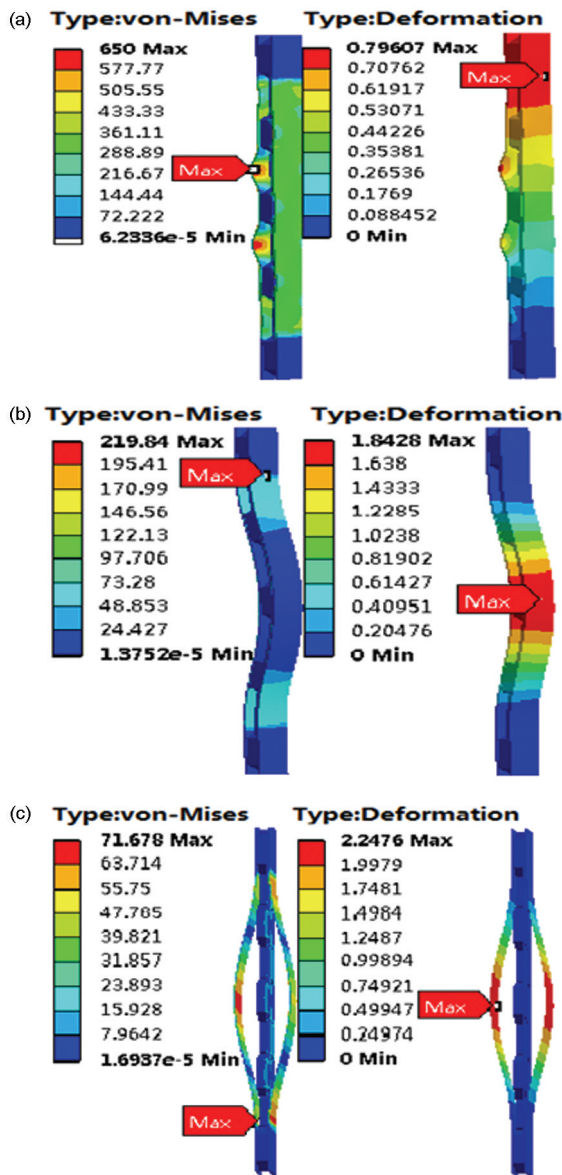 (a)
Type:von-Mises
650 Max
577.77
505.55
433.33
361.11
288.89
216.67
144.44
72.222
6.2336e-5 Min
Max
Type:Deformation
0.79607 Max
0.70762
0.61917
0.53071
0.44226
0.35381
0.26536
0.1769
0.088452
0 Min
Max
(b)
Type:von-Mises
219.84 Max
195.41
170.99
146.56
122.13
97.706
73.28
48.853
24.427
1.3752e-5 Min
Max
Type:Deformation
1.8428 Max
1.638
1.4333
1.2285
1.0238
0.81902
0.61427
0.40951
0.20476
0 Min
Max
(c)
Type:von-Mises
71.678 Max
63.714
55.75
47.785
39.821
31.857
23.893
15.928
7.9642
1.6937e-5 Min
Max
Type:Deformation
2.2476 Max
1.9979
1.7481
1.4984
1.2487
0.99894
0.74921
0.49947
0.24974
0 Min
Max